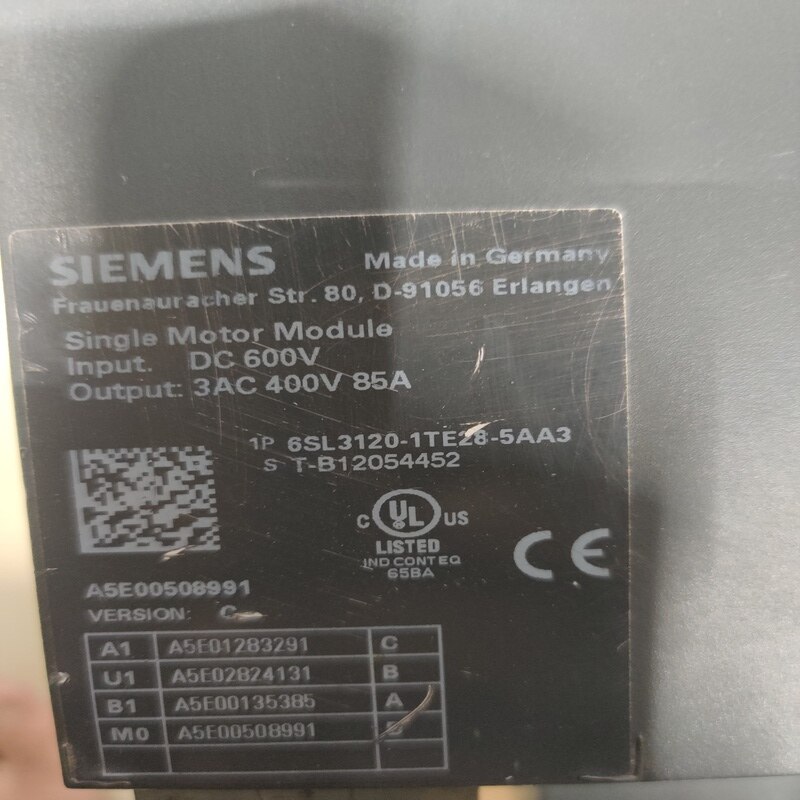 SIEMENS Made in Germany
Frauenauracher Str. 80, D-91056 Erlangen
Single Motor Module
Input. DC 600V
Output: 3AC 400V 85A
1P 6SL3120-1TE28-5AA3
S T-B12054452
C UL US
LISTED
IND CONT EQ
65BA
CE
A5E00508991
VERSION: C
A1 A5E01283291 C
U1 A5E02824131 B
B1 A5E00135385 A
M0 A5E00508991